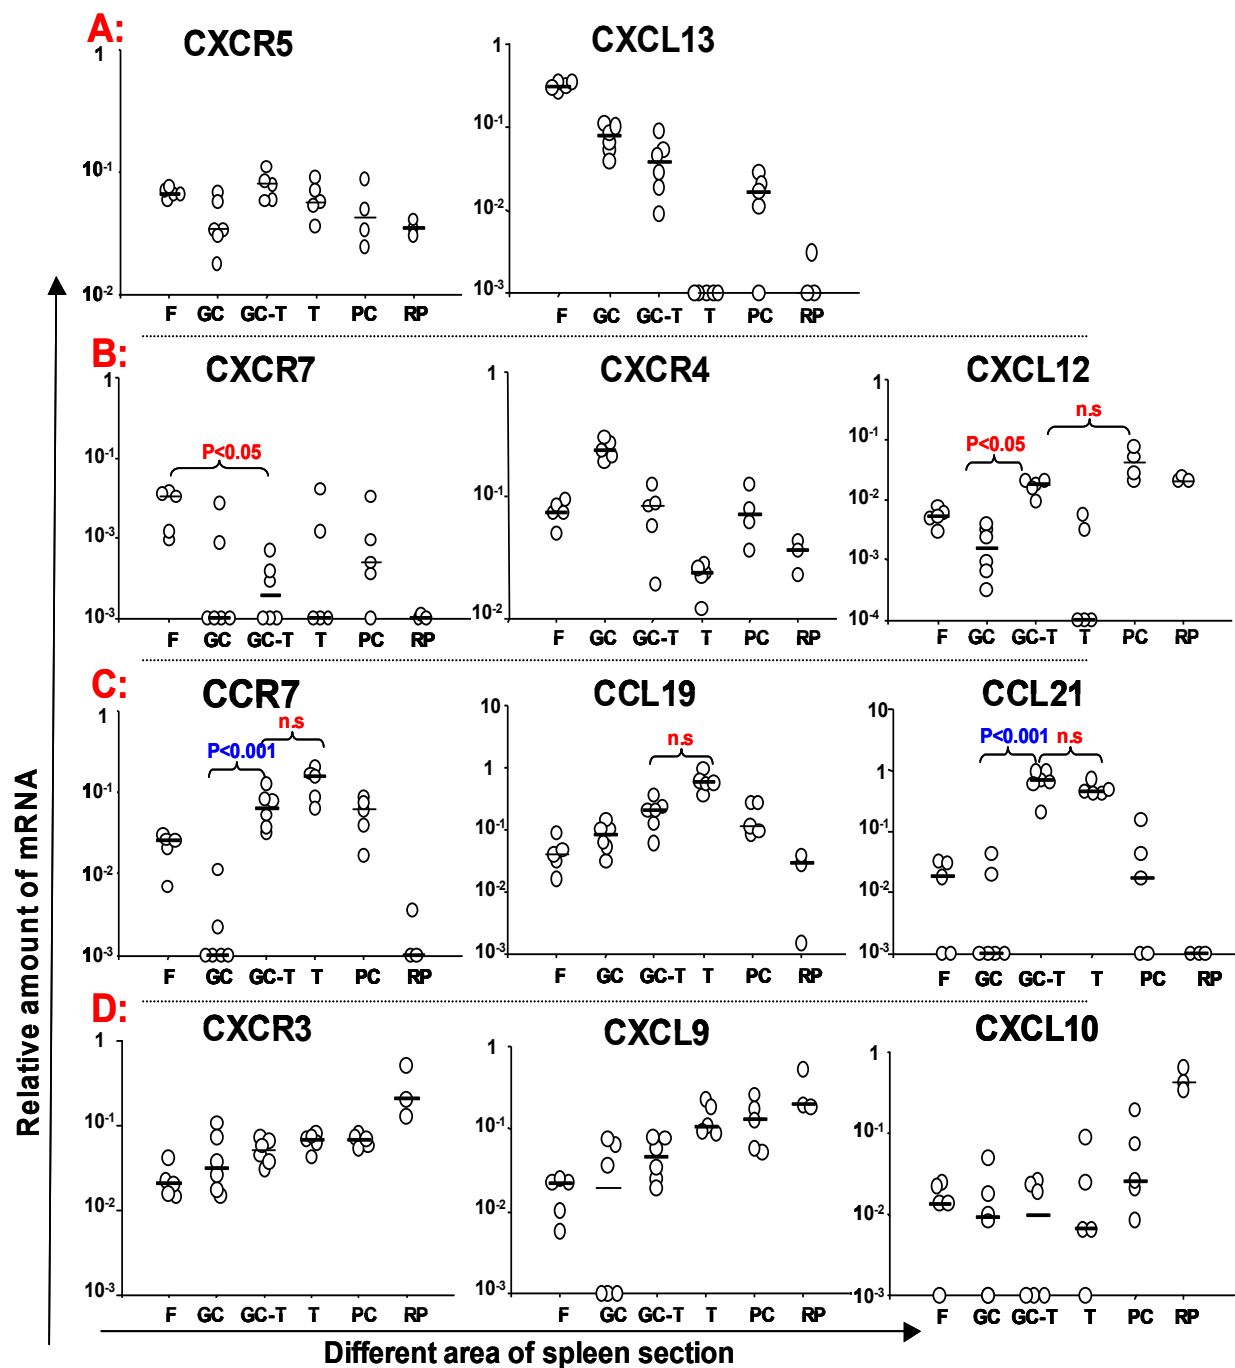 A:
CXCR5
CXCL13
1
10-1
10-2
F GC GC-T T PC RP
1
10-1
10-2
10-3
F GC GC-T T PC RP
B:
CXCR7
CXCR4
CXCL12
1
10-1
10-3
10-3
P<0.05
F GC GC-T T PC RP
1
10-1
10-2
F GC GC-T T PC RP
1
10-1
10-2
10-3
10-4
P<0.05
n.s
F GC GC-T T PC RP
C:
CCR7
CCL19
CCL21
1
10-1
10-2
10-3
P<0.001
n.s
F GC GC-T T PC RP
10
1
10-1
10-2
10-3
n.s
F GC GC-T T PC RP
10
1
10-1
10-2
10-3
P<0.001 n.s
F GC GC-T T PC RP
D:
CXCR3
CXCL9
CXCL10
1
10-1
10-2
10-3
F GC GC-T T PC RP
1
10-1
10-2
10-3
F GC GC-T T PC RP
1
10-1
10-2
10-3
F GC GC-T T PC RP
Relative amount of mRNA
Different area of spleen section